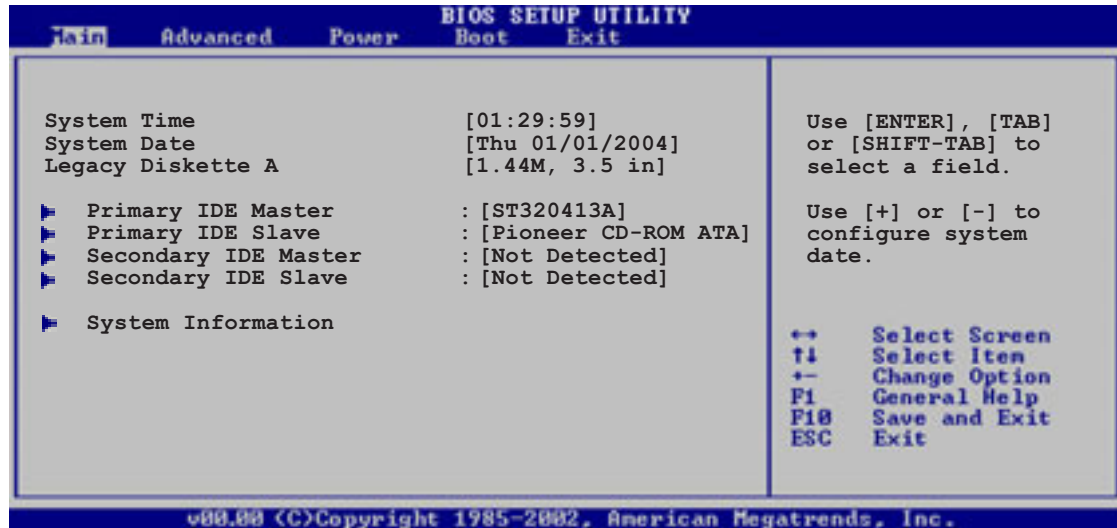 BIOS SETUP UTILITY
Main Advanced Power Boot Exit
System Time [01:29:59]
System Date [Thu 01/01/2004]
Legacy Diskette A [1.44M, 3.5 in]
Primary IDE Master : [ST320413A]
Primary IDE Slave : [Pioneer CD-ROM ATA]
Secondary IDE Master : [Not Detected]
Secondary IDE Slave : [Not Detected]
System Information
Use [ENTER], [TAB]
or [SHIFT-TAB] to
select a field.
Use [+] or [-] to
configure system
date.
←→ Select Screen
↑↓ Select Item
+- Change Option
F1 General Help
F10 Save and Exit
ESC Exit
v00.00 (C)Copyright 1985-2002, American Megatrends, Inc.